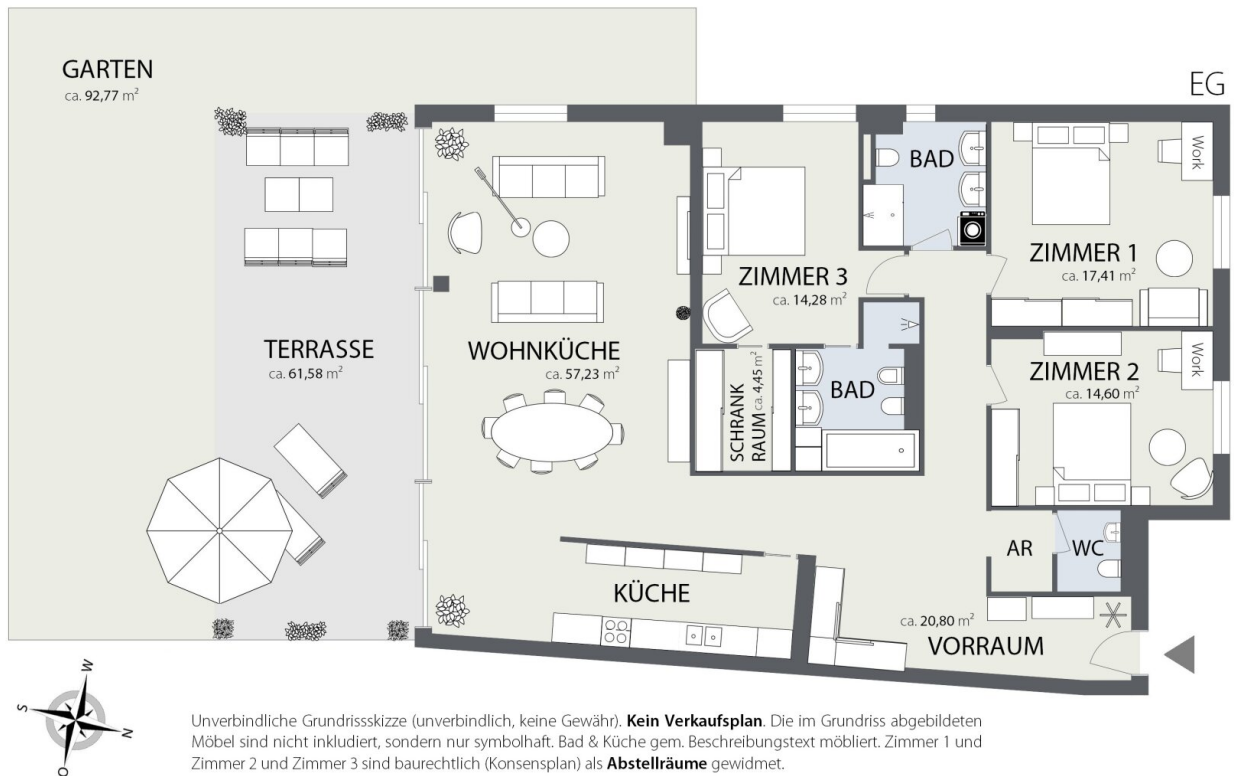 EG
GARTEN
ca. 92,77 m²
TERRASSE
ca. 61,58 m²
WOHNKÜCHE
ca. 57,23 m²
ZIMMER 3
ca. 14,28 m²
BAD
Work
ZIMMER 1
ca. 17,41 m²
SCHRANK
RAUM ca. 4,45 m²
BAD
Work
ZIMMER 2
ca. 14,60 m²
KÜCHE
AR
WC
ca. 20,80 m²
VORRAUM
W
S
N
O
Unverbindliche Grundrissskizze (unverbindlich, keine Gewähr). Kein Verkaufsplan. Die im Grundriss abgebildeten
Möbel sind nicht inkludiert, sondern nur symbolhaft. Bad & Küche gem. Beschreibungstext möbliert. Zimmer 1 und
Zimmer 2 und Zimmer 3 sind baurechtlich (Konsensplan) als Abstellräume gewidmet.